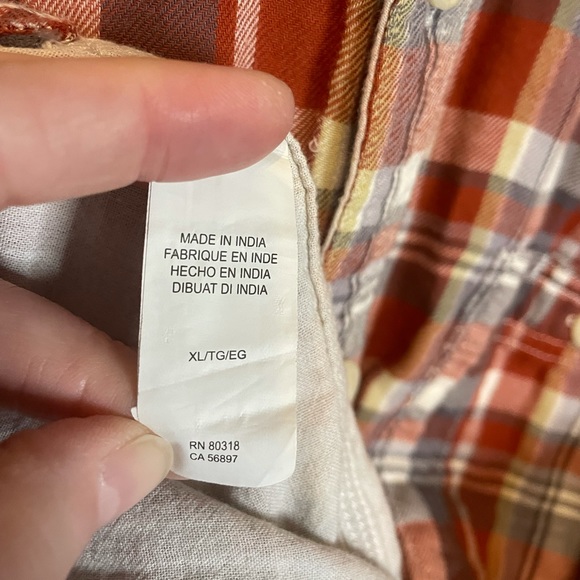 MADE IN INDIA
FABRIQUE EN INDE
HECHO EN INDIA
DIBUAT DI INDIA
XL/TG/EG
RN 80318
CA 56897